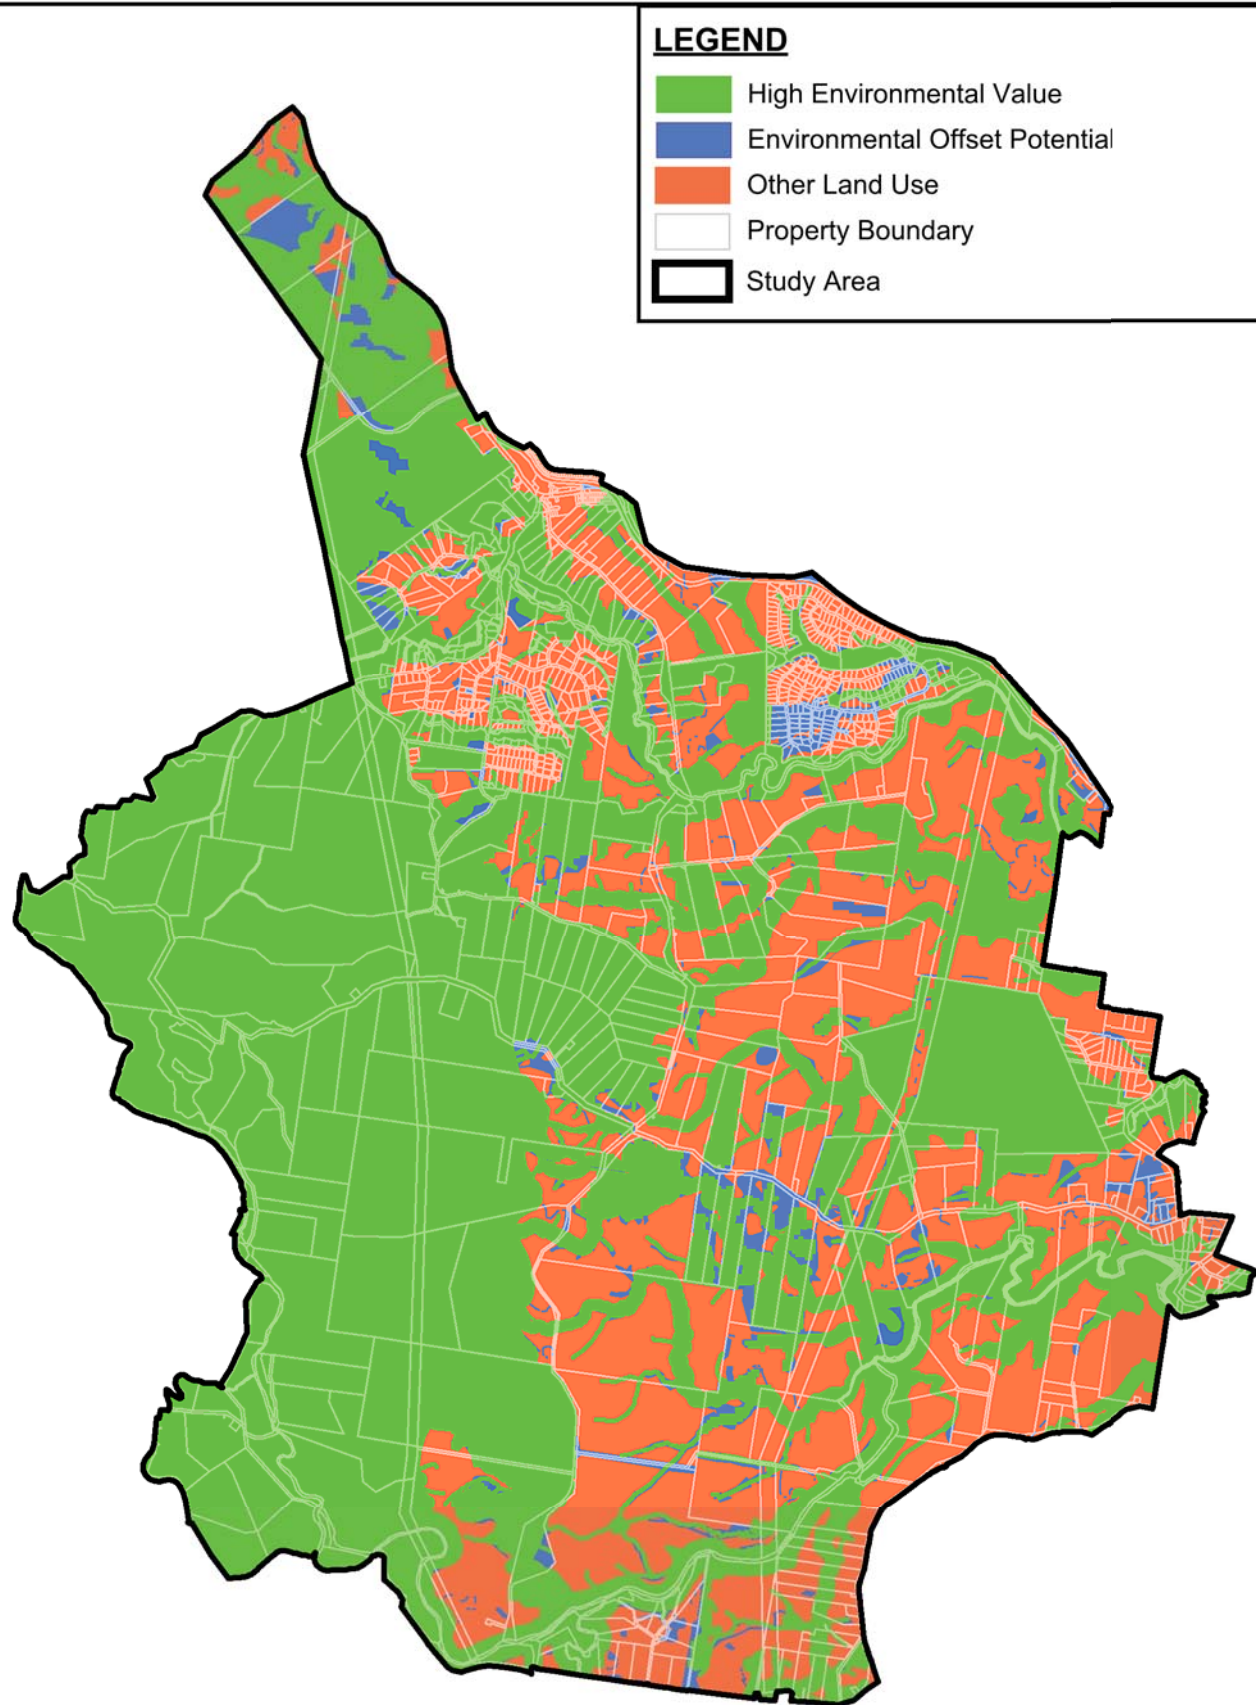 LEGEND
High Environmental Value
Environmental Offset Potential
Other Land Use
Property Boundary
Study Area